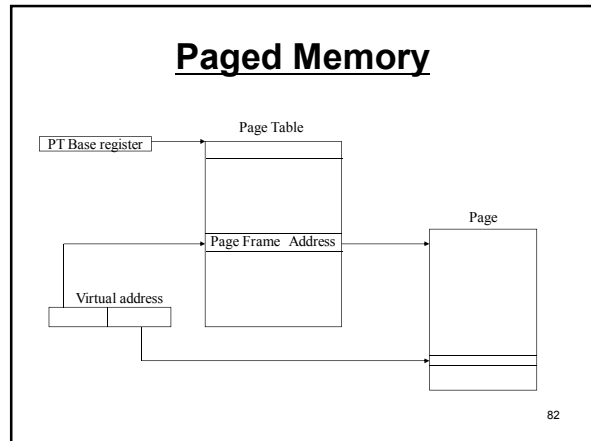 Paged Memory
Page Table
PT Base register
Page
Page Frame Address
Virtual address
82